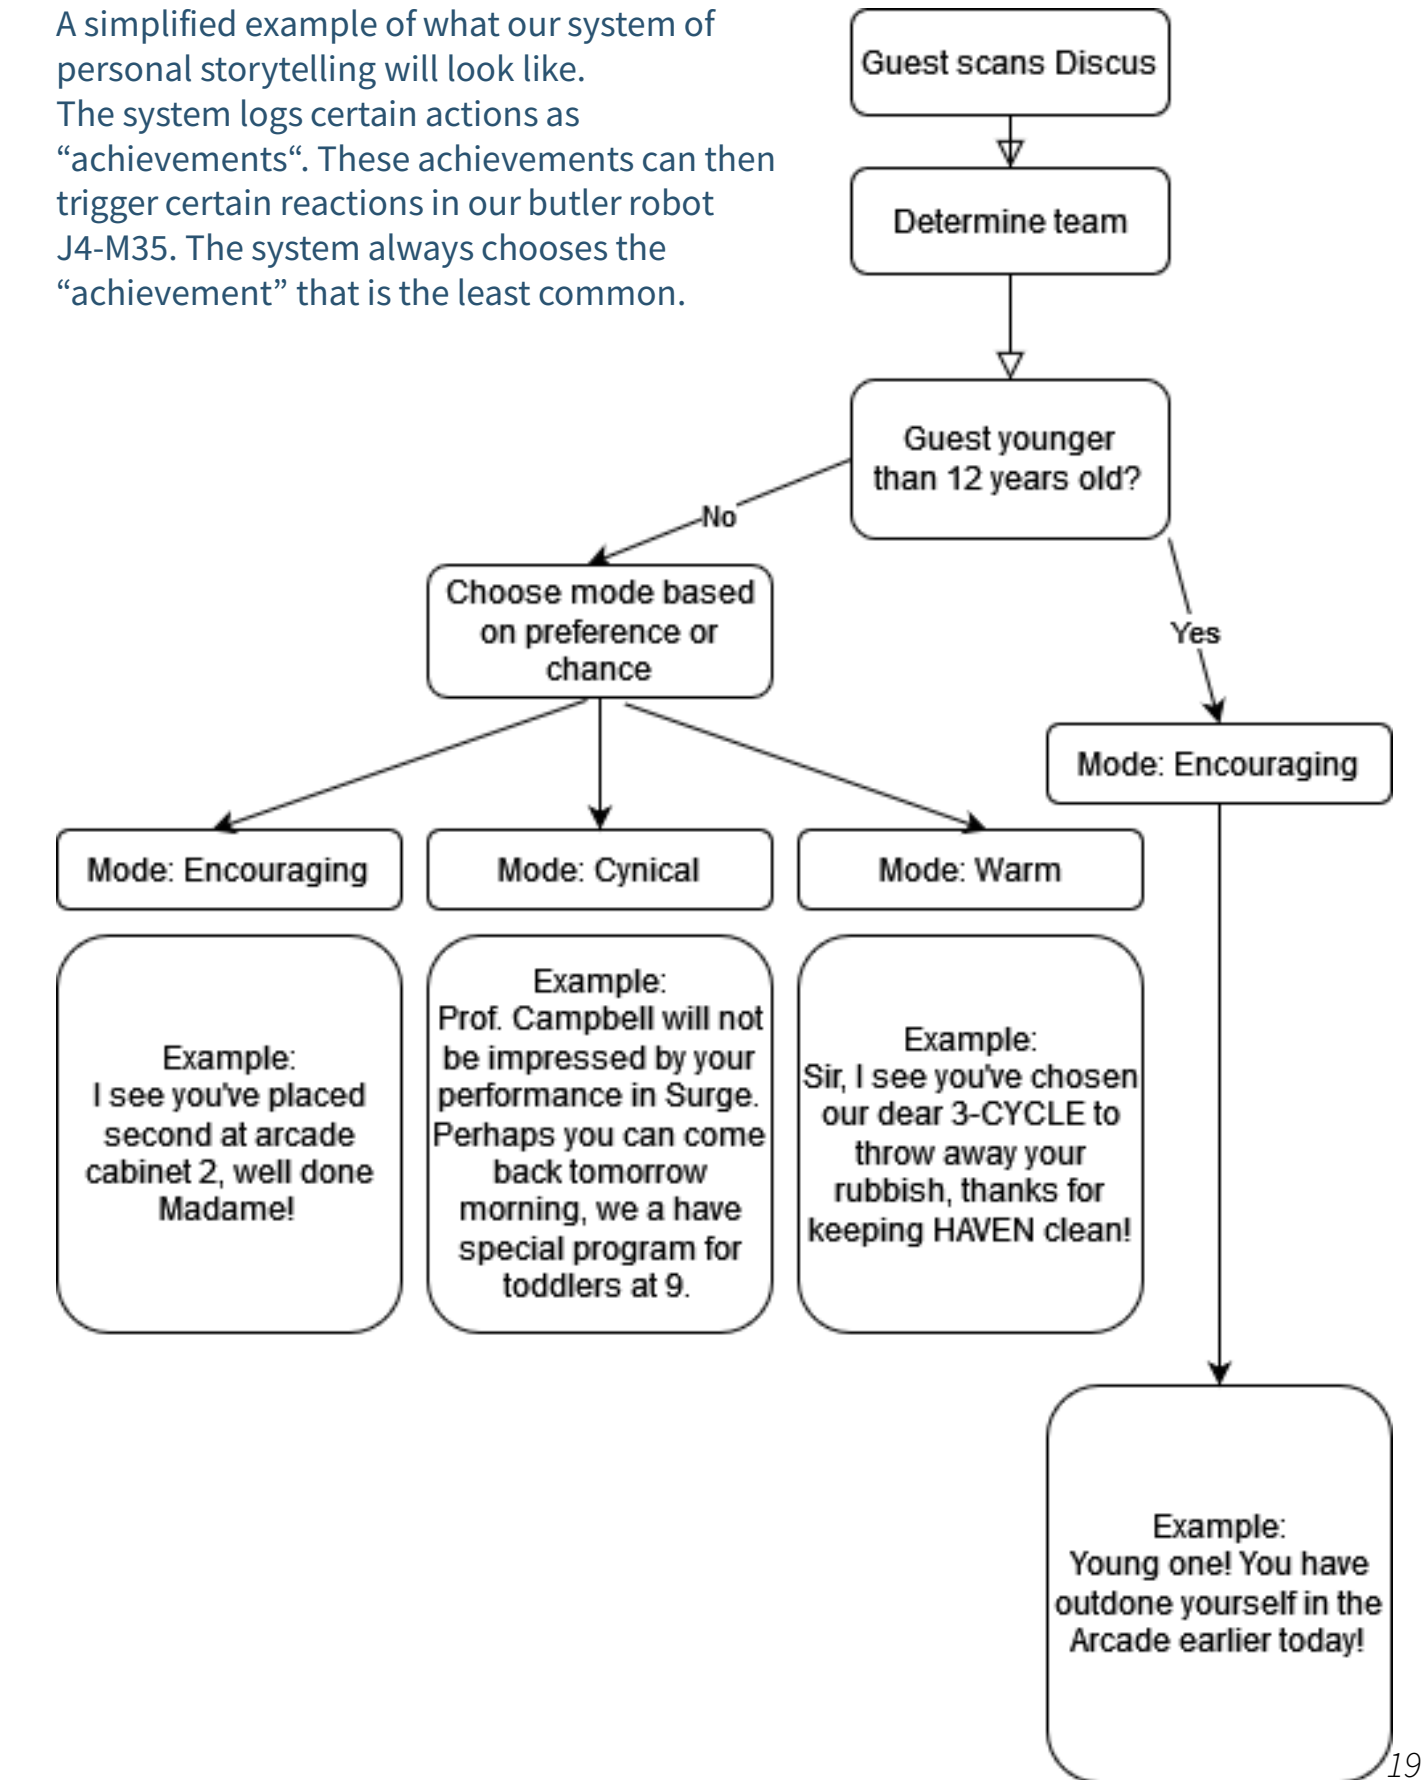 A simplified example of what our system of
personal storytelling will look like.
The system logs certain actions as
“achievements“. These achievements can then
trigger certain reactions in our butler robot
J4-M35. The system always chooses the
“achievement” that is the least common.
Guest scans Discus
Determine team
Guest younger
than 12 years old?
No
Yes
Choose mode based
on preference or
chance
Mode: Encouraging
Mode: Encouraging
Mode: Cynical
Mode: Warm
Example:
I see you've placed
second at arcade
cabinet 2, well done
Madame!
Example:
Prof. Campbell will not
be impressed by your
performance in Surge.
Perhaps you can come
back tomorrow
morning, we a have
special program for
toddlers at 9.
Example:
Sir, I see you've chosen
our dear 3-CYCLE to
throw away your
rubbish, thanks for
keeping HAVEN clean!
Example:
Young one! You have
outdone yourself in the
Arcade earlier today!
19